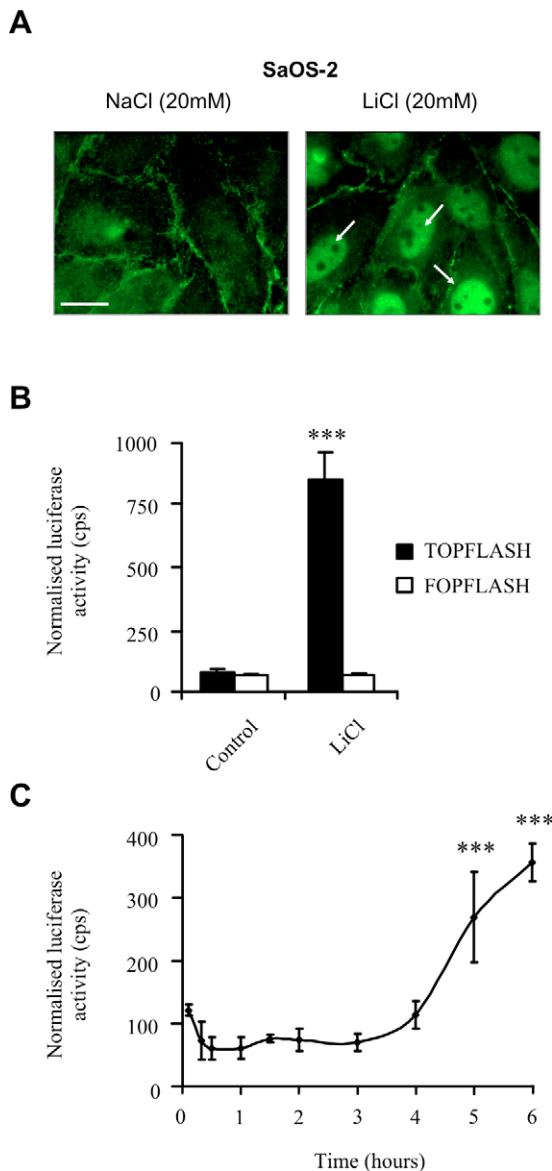 A
SaOS-2
NaCl (20mM) LiCl (20mM)
B
Normalised luciferase
activity (cps)
1000
750
500
250
0
***
TOPFLASH
FOPFLASH
Control
LiCl
C
Normalised luciferase
activity (cps)
400
300
200
100
0
*** ***
0 1 2 3 4 5 6
Time (hours)